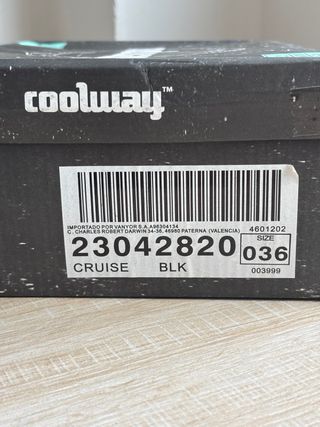 coolway™
IMPORTADO POR VANYOR S.A,A96304134
C. CHARLES ROBERT DARWIN 34-36, 46980 PATERNA (VALENCIA) 4601202
23042820 SIZE 036
CRUISE BLK 003999